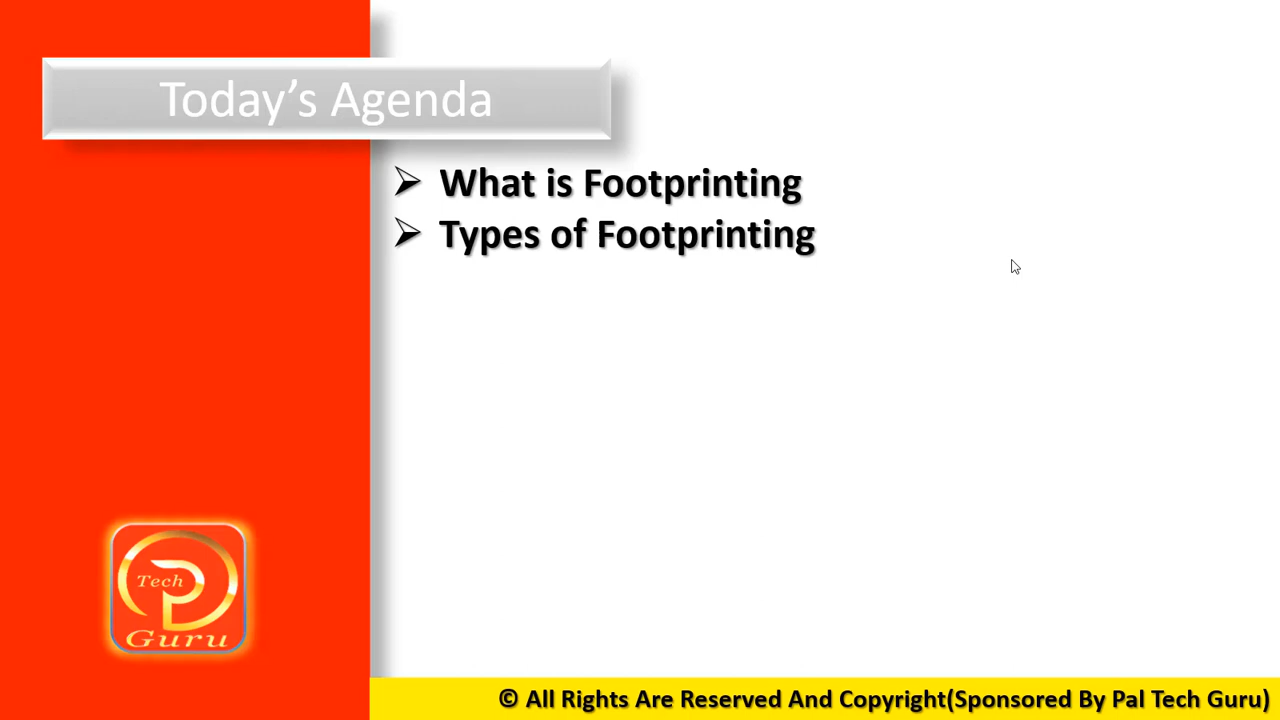 Today’s Agenda
➢ What is Footprinting
➢ Types of Footprinting
Tech
P
Guru
© All Rights Are Reserved And Copyright(Sponsored By Pal Tech Guru)